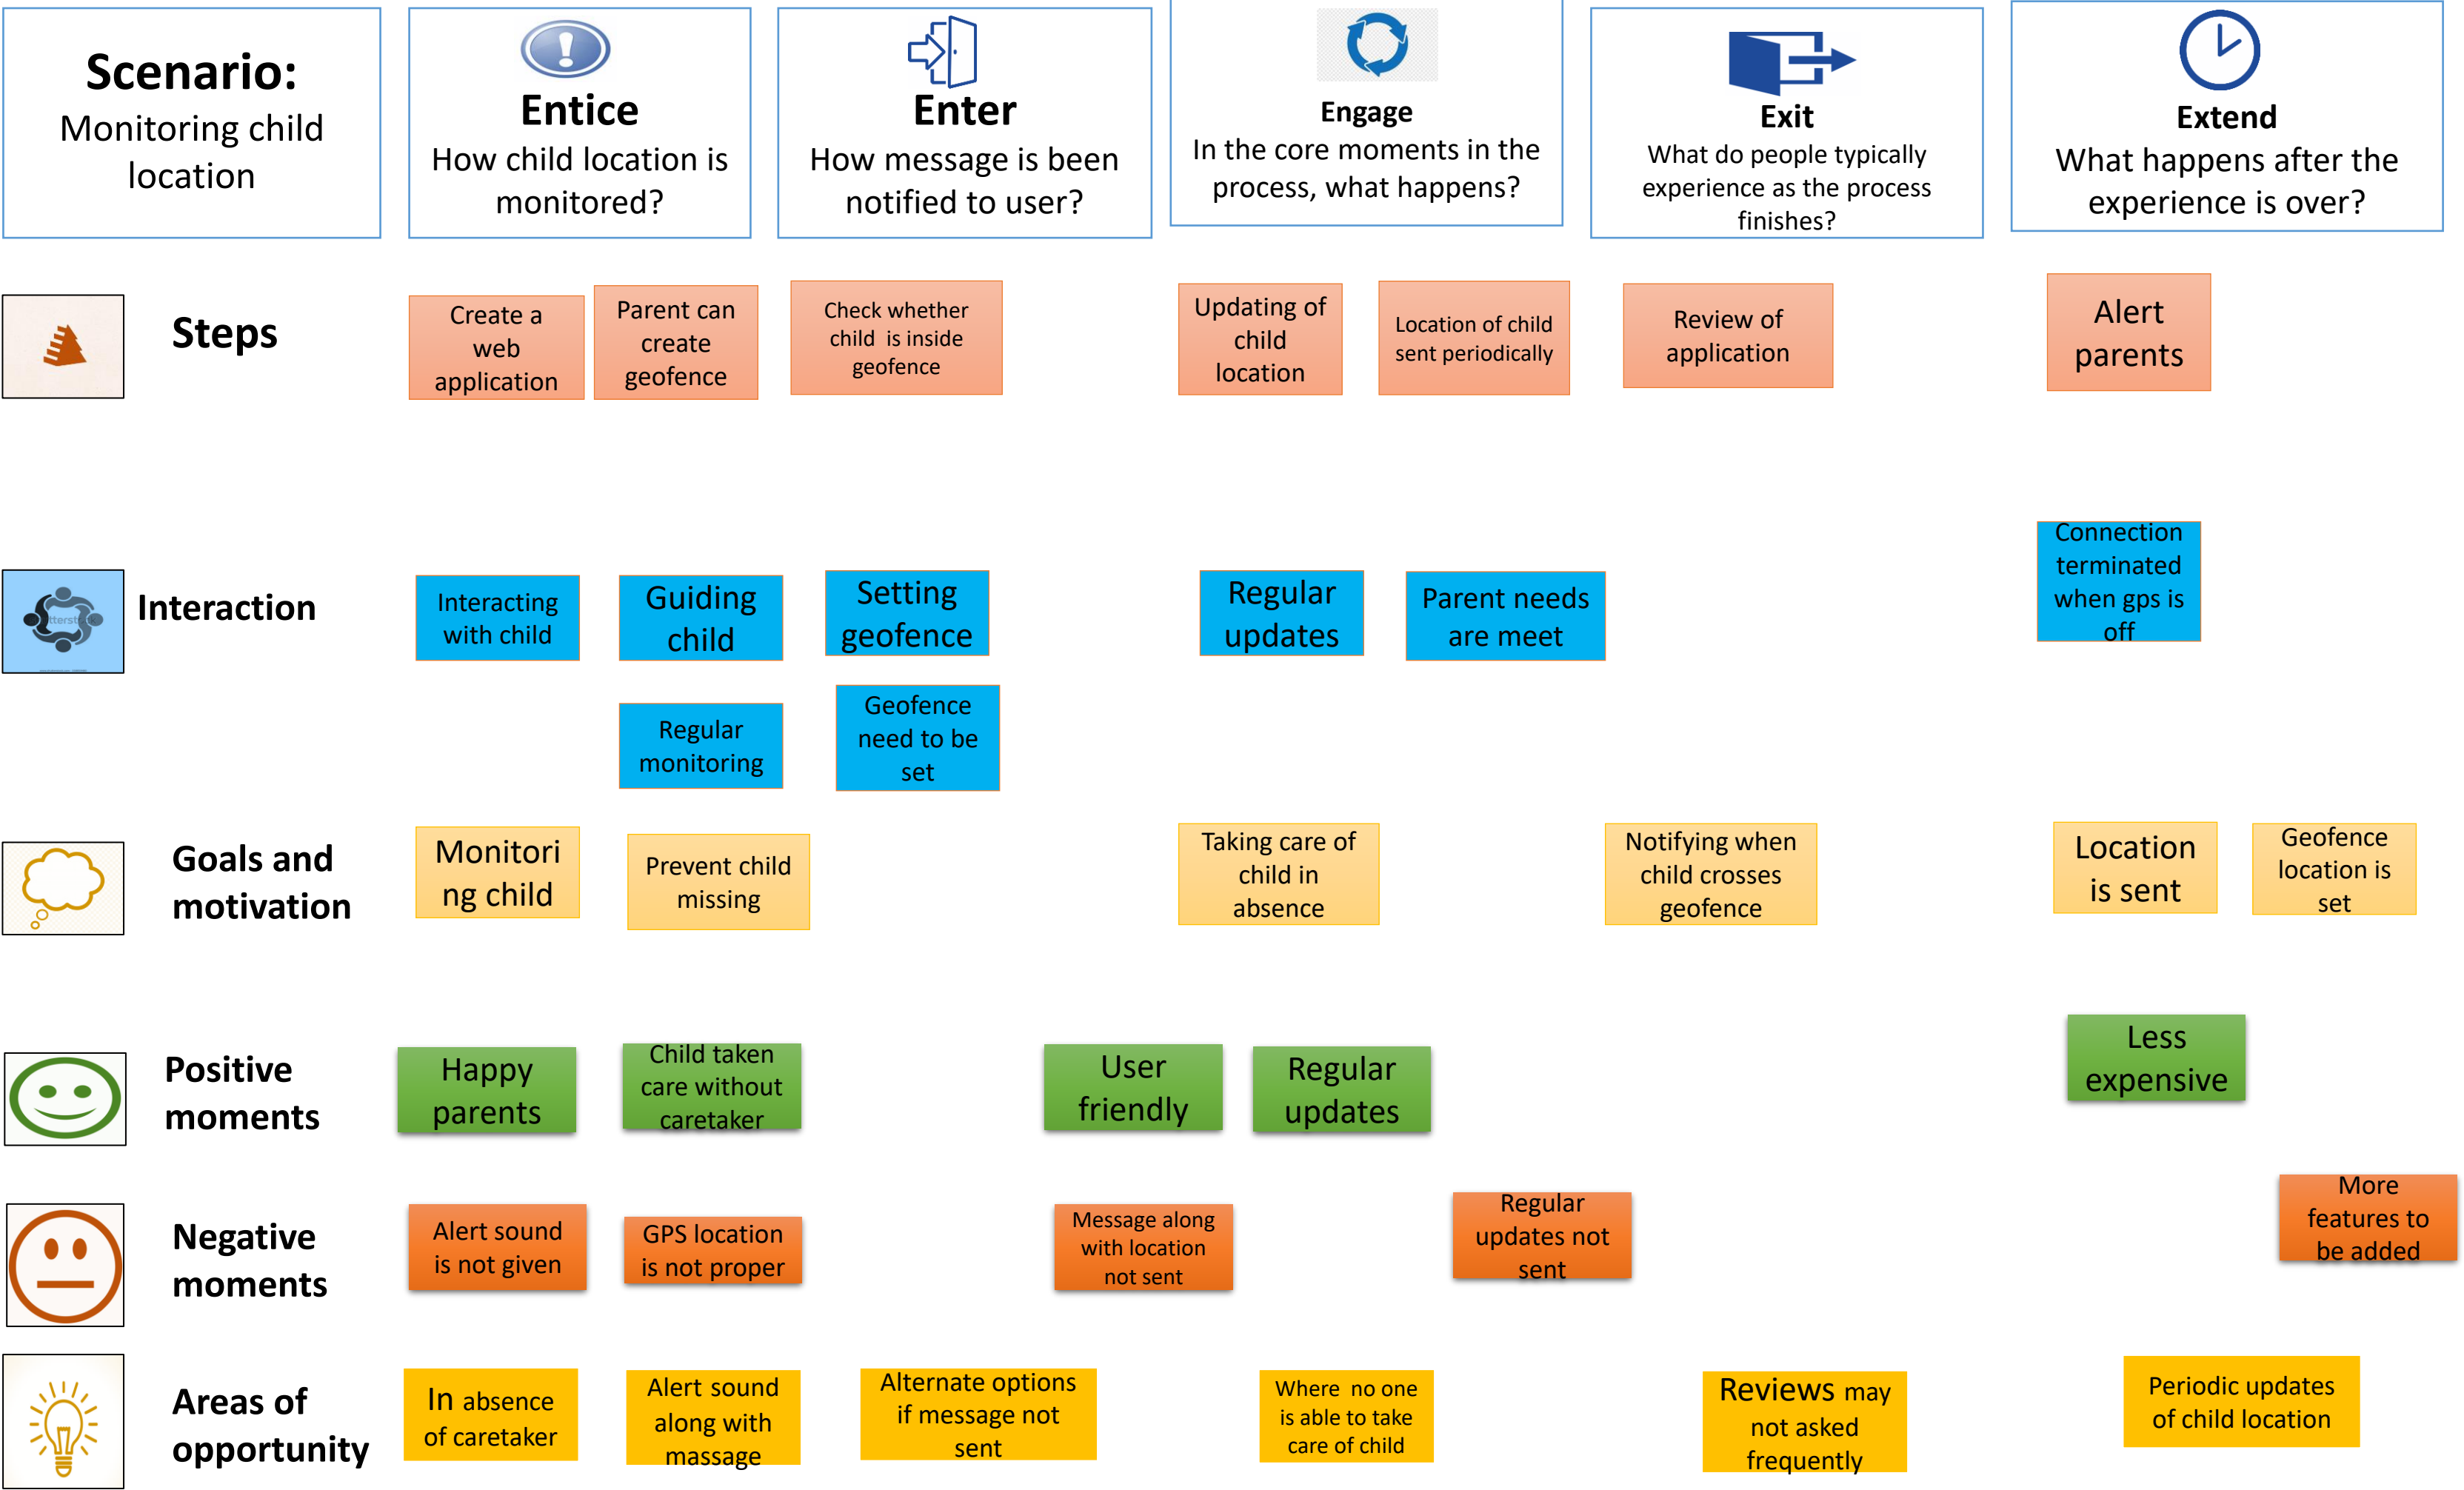 Scenario:
Monitoring child
location
Entice
How child location is
monitored?
Enter
How message is been
notified to user?
Engage
In the core moments in the
process, what happens?
Exit
What do people typically
experience as the process
finishes?
Extend
What happens after the
experience is over?
Steps
Create a
web
application
Parent can
create
geofence
Check whether
child is inside
geofence
Updating of
child
location
Location of child
sent periodically
Review of
application
Alert
parents
Interaction
Interacting
with child
Guiding
child
Setting
geofence
Regular
updates
Parent needs
are meet
Connection
terminated
when gps is
off
Regular
monitoring
Geofence
need to be
set
Goals and
motivation
Monitori
ng child
Prevent child
missing
Taking care of
child in
absence
Notifying when
child crosses
geofence
Location
is sent
Geofence
location is
set
Positive
moments
Happy
parents
Child taken
care without
caretaker
User
friendly
Regular
updates
Less
expensive
Negative
moments
Alert sound
is not given
GPS location
is not proper
Message along
with location
not sent
Regular
updates not
sent
More
features to
be added
Areas of
opportunity
In absence
of caretaker
Alert sound
along with
massage
Alternate options
if message not
sent
Where no one
is able to take
care of child
Reviews may
not asked
frequently
Periodic updates
of child location